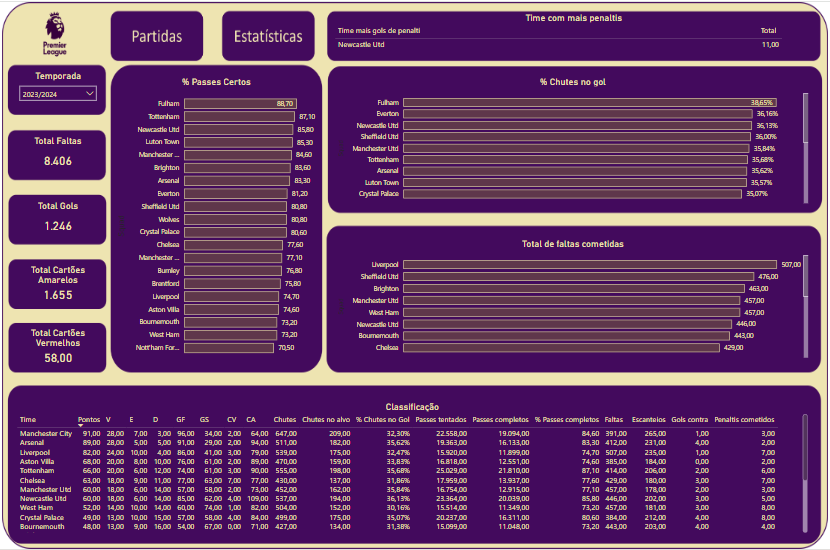 Premier
League
Partidas
Estatísticas
Time com mais penaltis
Time mais gols de penalti Total
Newcastle Utd 11,00
Temporada
2023/2024
Total Faltas
8.406
Total Gols
1.246
Total Cartões
Amarelos
1.655
Total Cartões
Vermelhos
58,00
% Passes Certos
Fulham 88,70
Tottenham 87,10
Newcastle Utd 85,80
Luton Town 85,30
Manchester ... 84,60
Brighton 83,60
Arsenal 83,30
Everton 81,20
Sheffield Utd 80,80
Wolves 80,80
Crystal Palace 80,60
Chelsea 77,60
Manchester ... 77,10
Burnley 76,80
Brentford 75,80
Liverpool 74,70
Aston Villa 74,60
Bournemouth 73,20
West Ham 73,20
Nott'ham For... 70,50
% Chutes no gol
Fulham 38,65%
Everton 36,16%
Newcastle Utd 36,13%
Sheffield Utd 36,00%
Manchester Utd 35,84%
Tottenham 35,68%
Arsenal 35,62%
Luton Town 35,57%
Crystal Palace 35,07%
Total de faltas cometidas
Liverpool 507,00
Sheffield Utd 476,00
Brighton 463,00
Manchester Utd 457,00
West Ham 457,00
Newcastle Utd 446,00
Bournemouth 443,00
Chelsea 429,00
Classificação
Time Pontos V E D GF GS CV CA Chutes Chutes no alvo % Chutes no Gol Passes tentados Passes completos % Passes completos Faltas Escanteios Gols contra Penaltis cometidos
Manchester City 91,00 28,00 7,00 3,00 96,00 34,00 2,00 64,00 647,00 209,00 32,30% 22.558,00 19.094,00 84,60 391,00 265,00 1,00 3,00
Arsenal 89,00 28,00 5,00 5,00 91,00 29,00 2,00 94,00 511,00 182,00 35,62% 19.363,00 16.133,00 83,30 412,00 231,00 4,00 2,00
Liverpool 82,00 24,00 10,00 4,00 86,00 41,00 3,00 79,00 539,00 175,00 32,47% 15.920,00 11.899,00 74,70 507,00 235,00 1,00 7,00
Aston Villa 68,00 20,00 8,00 10,00 76,00 61,00 2,00 89,00 470,00 159,00 33,83% 16.818,00 12.551,00 74,60 385,00 184,00 0,00 2,00
Tottenham 66,00 20,00 6,00 12,00 74,00 61,00 3,00 90,00 555,00 198,00 35,68% 25.029,00 21.810,00 87,10 414,00 206,00 2,00 6,00
Chelsea 63,00 18,00 9,00 11,00 77,00 63,00 7,00 77,00 430,00 137,00 31,86% 17.959,00 13.937,00 77,60 429,00 180,00 3,00 7,00
Manchester Utd 60,00 18,00 6,00 14,00 57,00 58,00 2,00 73,00 452,00 162,00 35,84% 16.754,00 12.915,00 77,10 457,00 178,00 2,00 3,00
Newcastle Utd 60,00 18,00 6,00 14,00 85,00 62,00 4,00 109,00 537,00 194,00 36,13% 23.364,00 20.039,00 85,80 446,00 202,00 3,00 5,00
West Ham 52,00 14,00 10,00 14,00 60,00 74,00 1,00 82,00 504,00 152,00 30,16% 15.514,00 11.349,00 73,20 457,00 181,00 3,00 8,00
Crystal Palace 49,00 13,00 10,00 15,00 57,00 58,00 4,00 84,00 499,00 175,00 35,07% 20.237,00 16.311,00 80,60 384,00 212,00 4,00 8,00
Bournemouth 48,00 13,00 9,00 16,00 54,00 67,00 0,00 71,00 427,00 134,00 31,38% 15.099,00 11.048,00 73,20 443,00 203,00 4,00 4,00